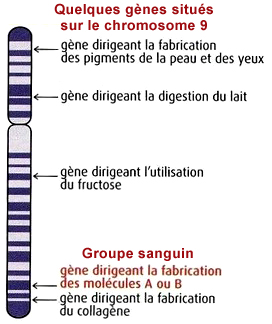 Quelques gènes situés
sur le chromosome 9
gène dirigeant la fabrication
des pigments de la peau et des yeux
gène dirigeant la digestion du lait
gène dirigeant l'utilisation
du fructose
Groupe sanguin
gène dirigeant la fabrication
des molécules A ou B
gène dirigeant la fabrication
du collagène